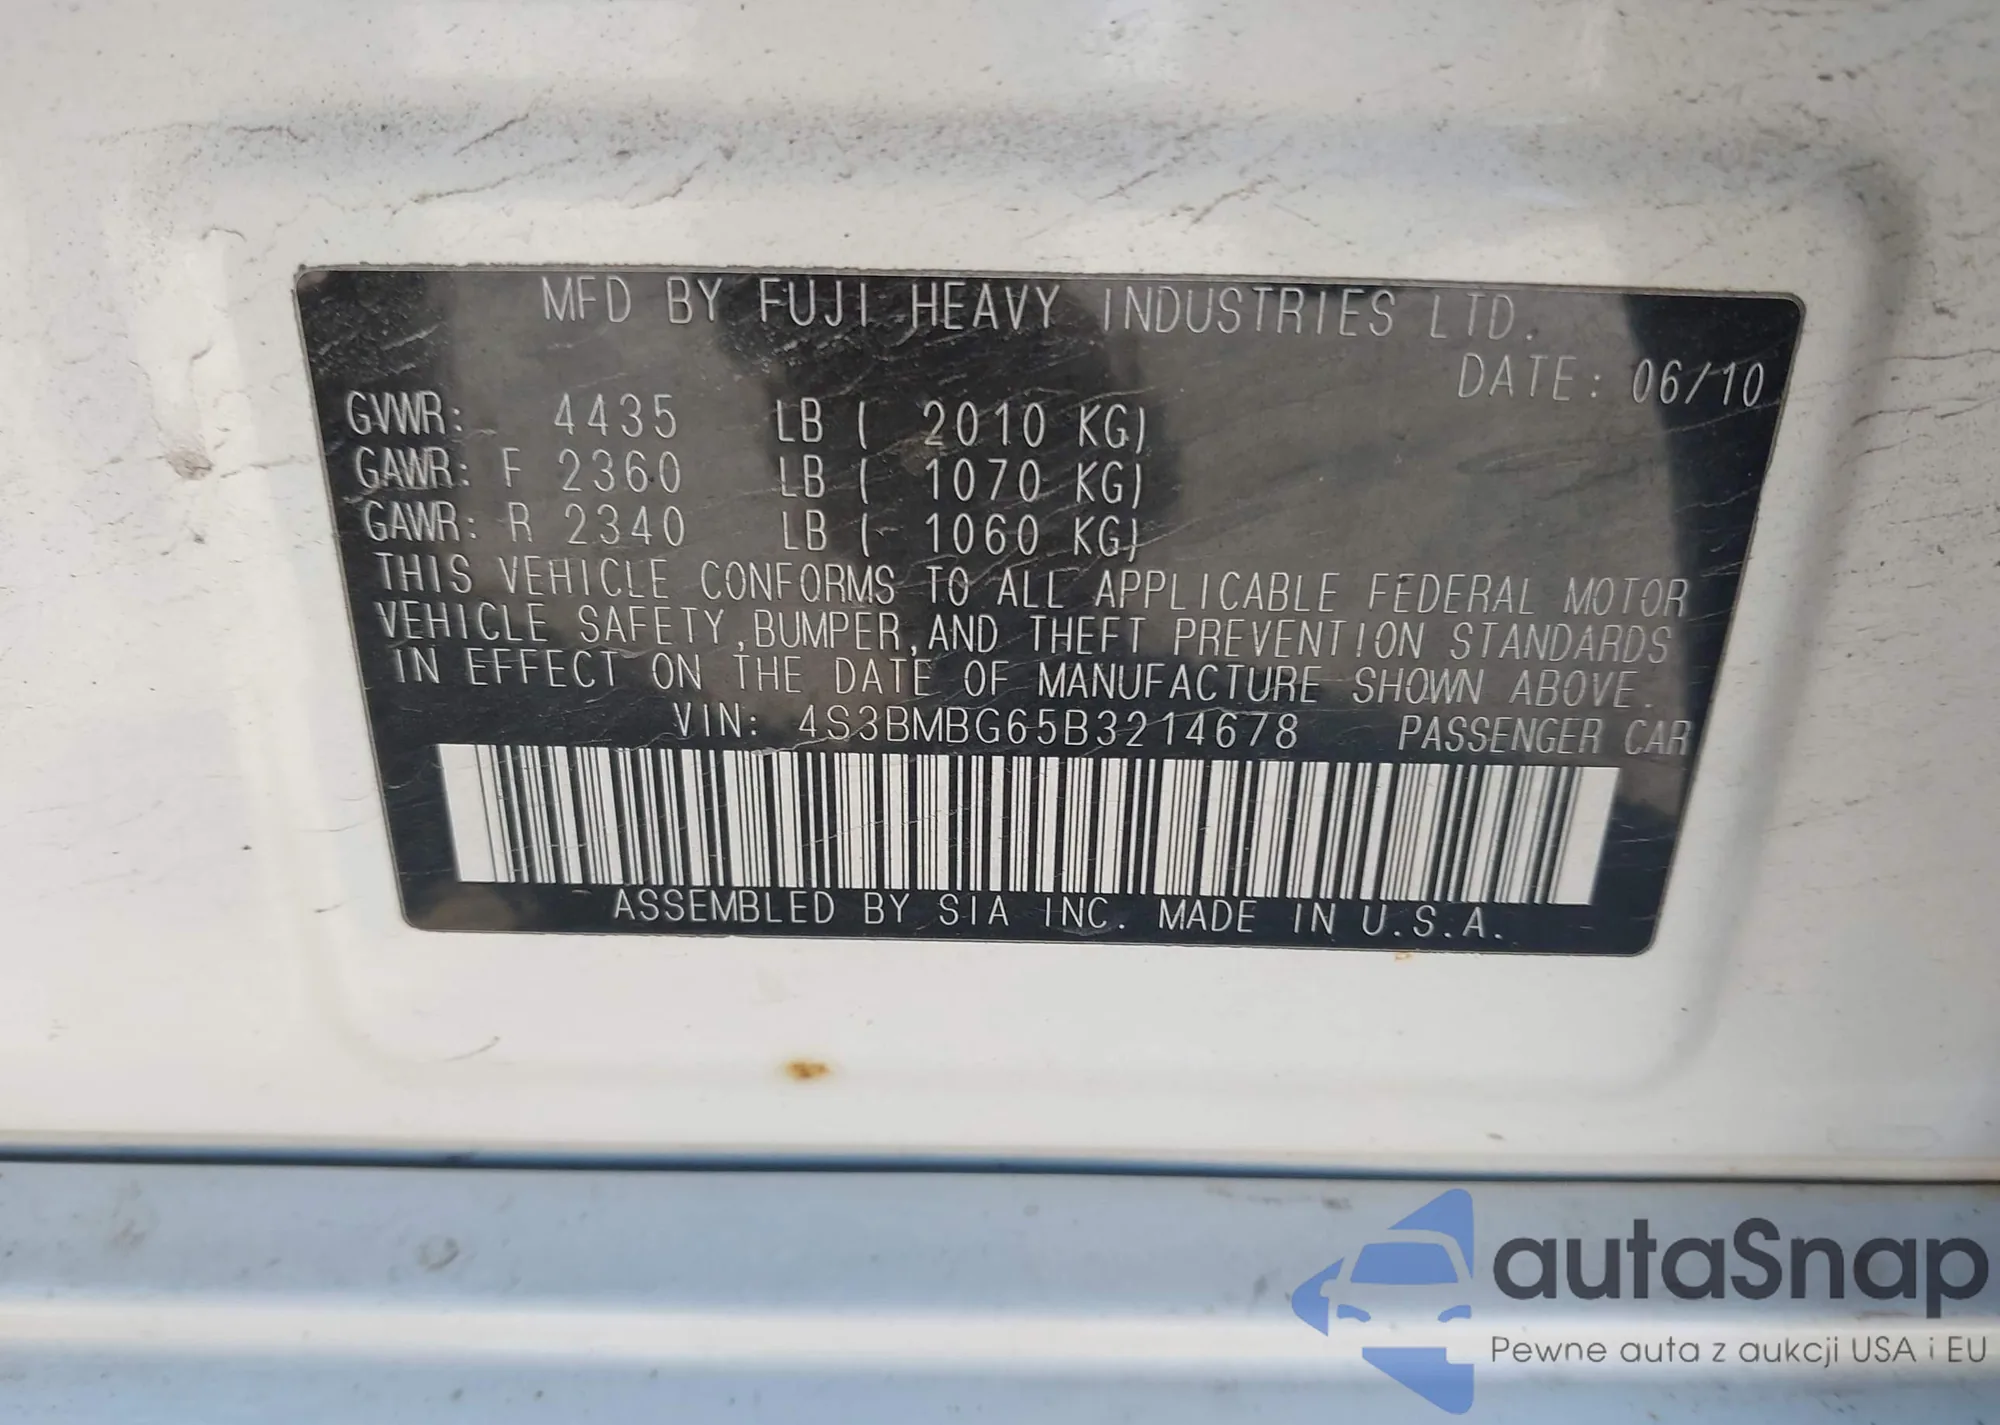 MFD BY FUJI HEAVY INDUSTRIES LTD.
DATE: 06/10
GVWR: 4435 LB ( 2010 KG)
GAWR: F 2360 LB ( 1070 KG)
GAWR: R 2340 LB ( 1060 KG)
THIS VEHICLE CONFORMS TO ALL APPLICABLE FEDERAL MOTOR
VEHICLE SAFETY, BUMPER, AND THEFT PREVENTION STANDARDS
IN EFFECT ON THE DATE OF MANUFACTURE SHOWN ABOVE.
VIN: 4S3BMBG65B3214678 PASSENGER CAR
ASSEMBLED BY SIA INC. MADE IN U.S.A.
autaSnap
Pewne auta z aukcji USA i EU